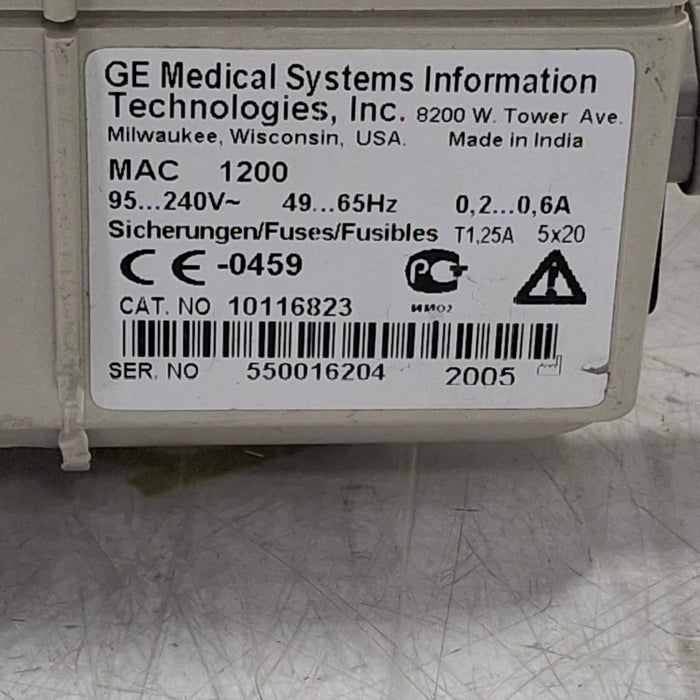 GE Medical Systems Information
Technologies, Inc. 8200 W. Tower Ave.
Milwaukee, Wisconsin, USA. Made in India
MAC 1200
95...240V~ 49...65Hz 0,2...0,6A
Sicherungen/Fuses/Fusibles T1,25A 5x20
CE-0459
CAT. NO 10116823
SER. NO 550016204 2005